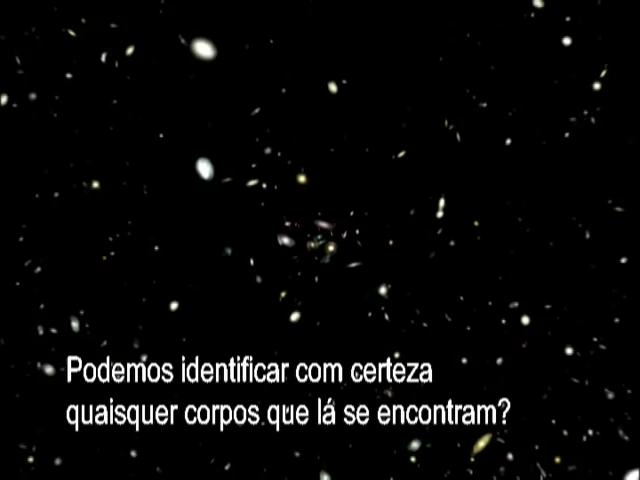 Podemos identificar com certeza
quaisquer corpos que lá se encontram?